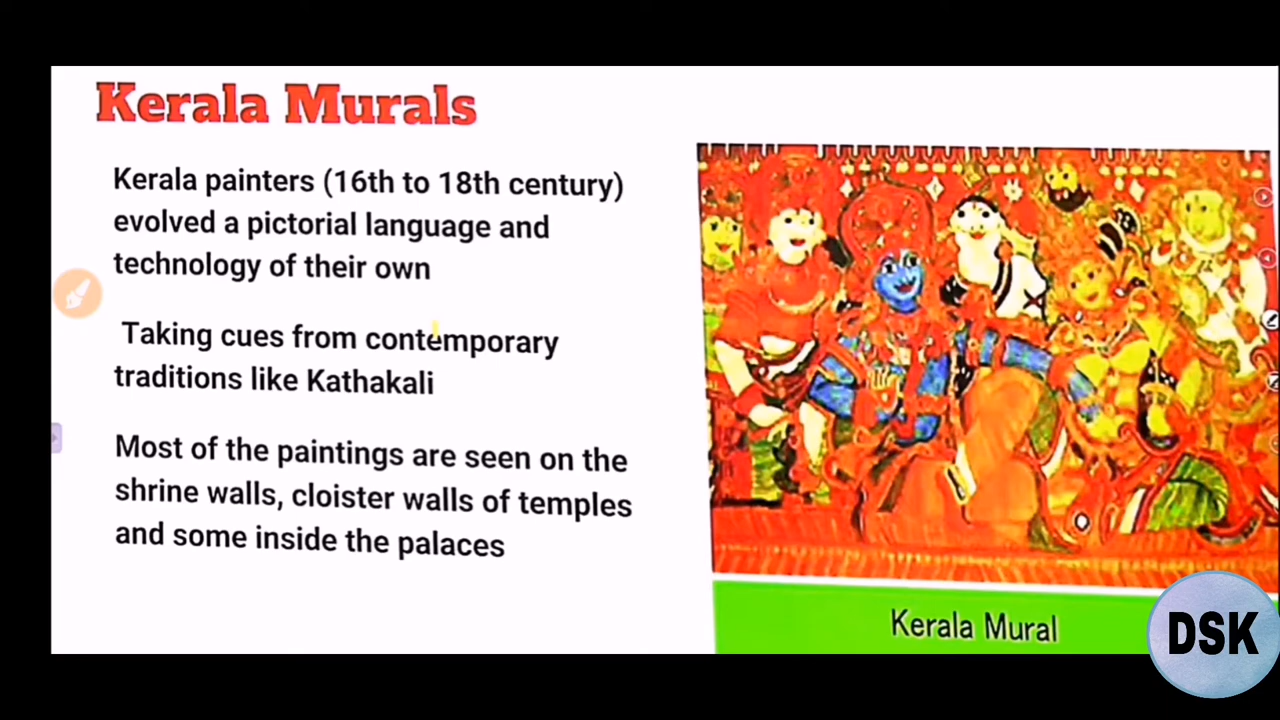 Kerala Murals
Kerala painters (16th to 18th century)
evolved a pictorial language and
technology of their own
Taking cues from contemporary
traditions like Kathakali
Most of the paintings are seen on the
shrine walls, cloister walls of temples
and some inside the palaces
Kerala Mural
DSK